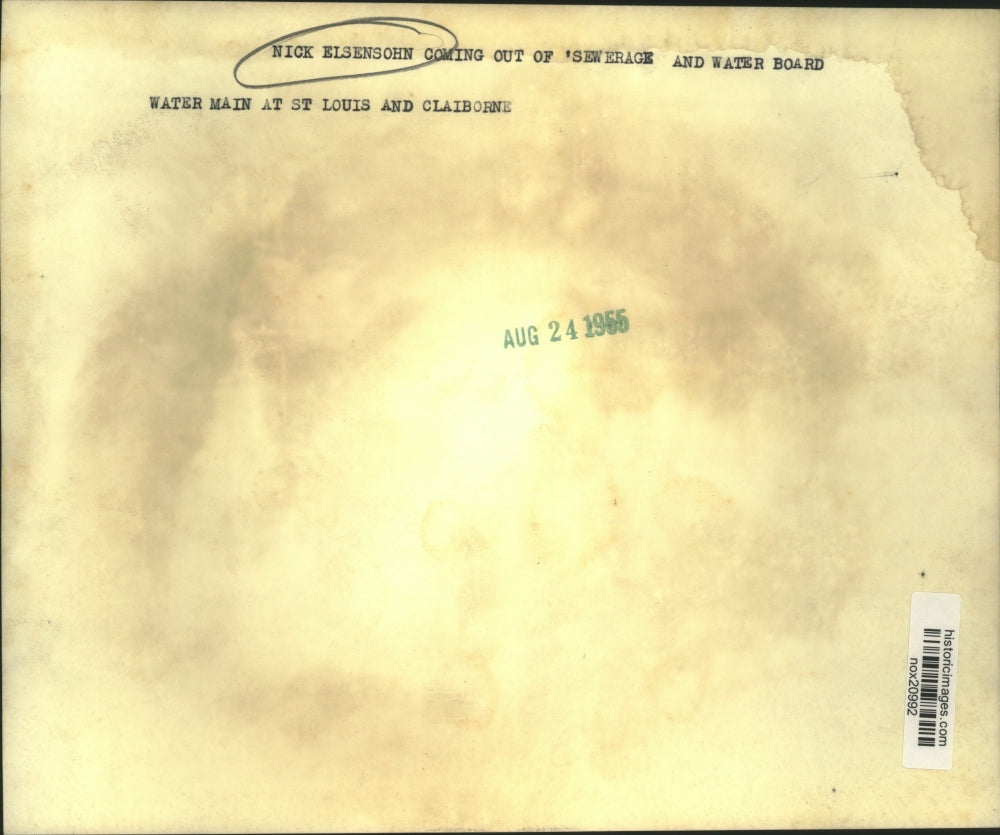 NICK ELSENSOHN COMING OUT OF 'SEWERAGE AND WATER BOARD
WATER MAIN AT ST LOUIS AND CLAIBORNE
AUG 24 1955
historicimages.com
nox20992